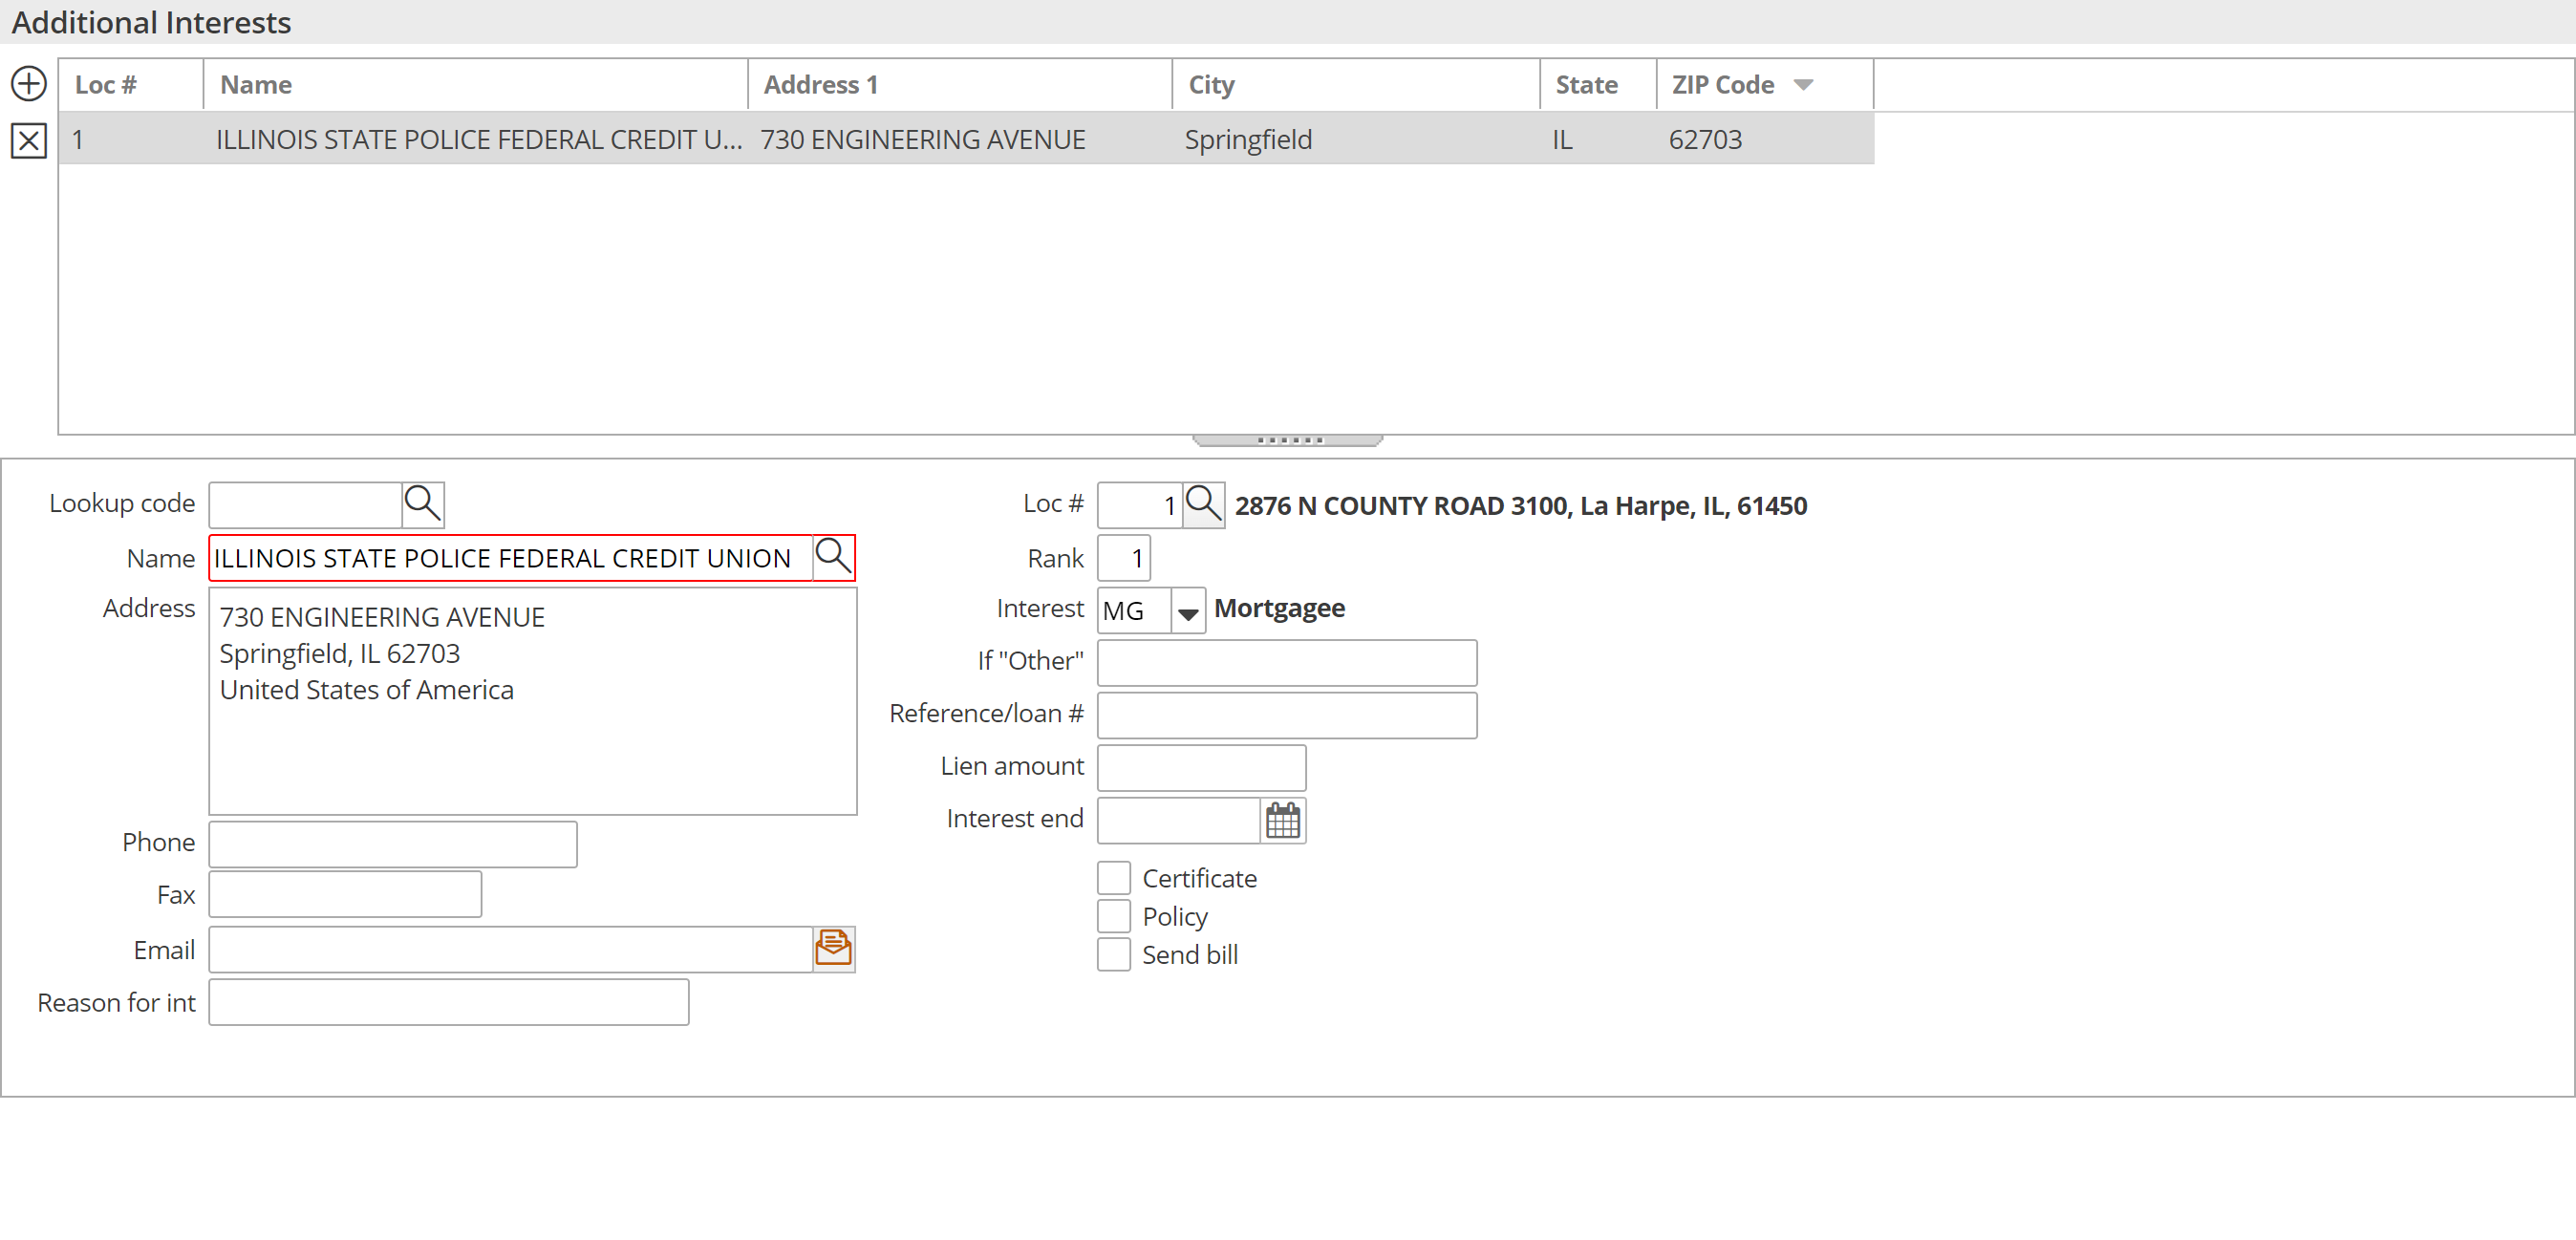 Additional Interests
Loc # Name Address 1 City State ZIP Code
1 ILLINOIS STATE POLICE FEDERAL CREDIT U... 730 ENGINEERING AVENUE Springfield IL 62703
Lookup code
Name ILLINOIS STATE POLICE FEDERAL CREDIT UNION
Address 730 ENGINEERING AVENUE
Springfield, IL 62703
United States of America
Phone
Fax
Email
Reason for int
Loc # 1 2876 N COUNTY ROAD 3100, La Harpe, IL, 61450
Rank 1
Interest MG Mortgagee
If "Other"
Reference/loan #
Lien amount
Interest end
Certificate
Policy
Send bill